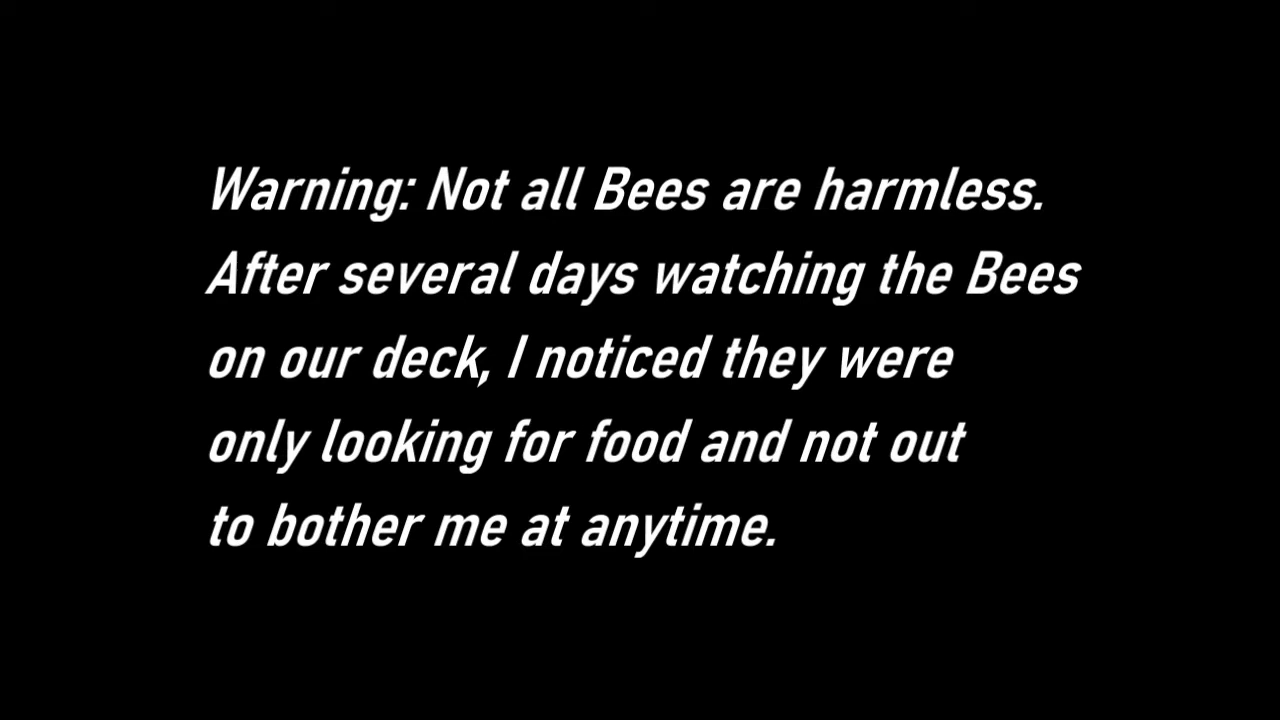 Warning: Not all Bees are harmless.
After several days watching the Bees
on our deck, I noticed they were
only looking for food and not out
to bother me at anytime.